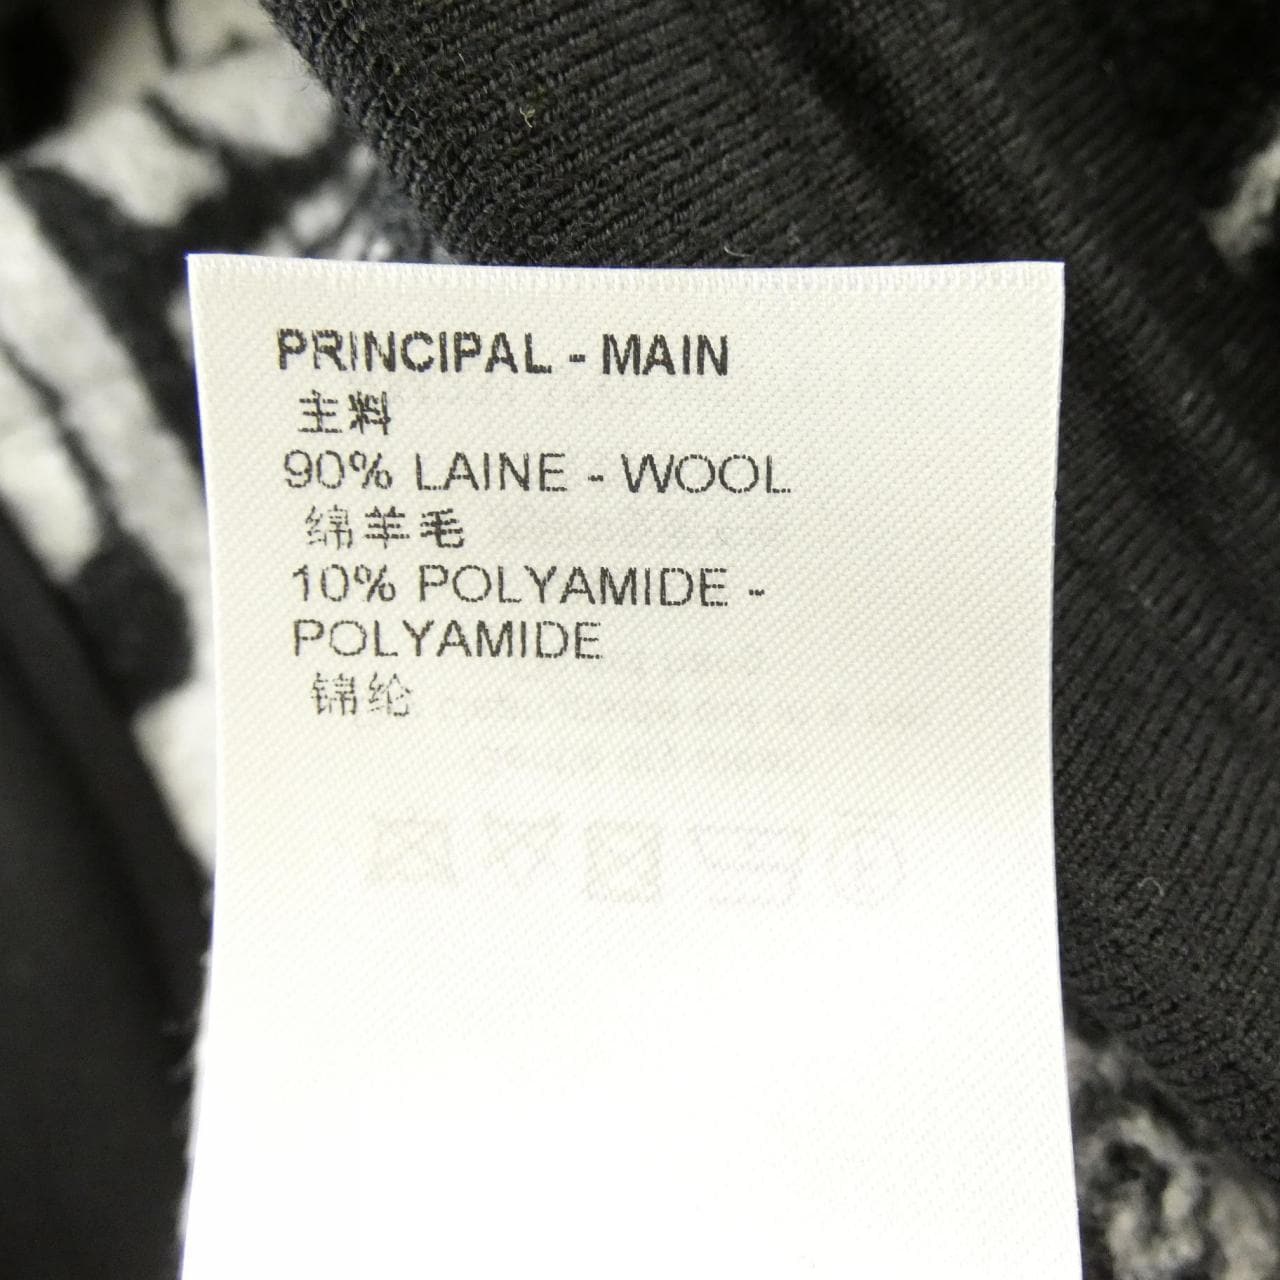 PRINCIPAL - MAIN
主料
90% LAINE - WOOL
绵羊毛
10% POLYAMIDE -
POLYAMIDE
锦纶